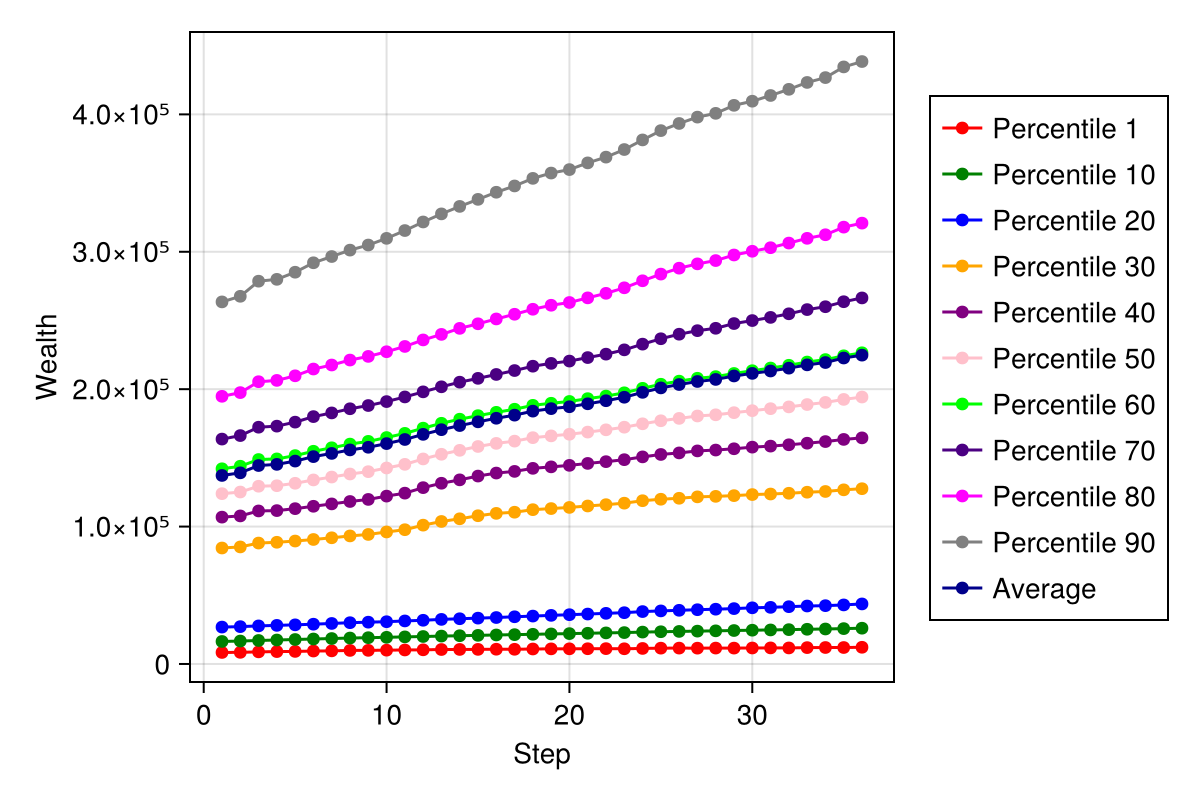 4.0×10⁵
3.0×10⁵
2.0×10⁵
1.0×10⁵
0
0
10
20
30
Wealth
Step
Percentile 1
Percentile 10
Percentile 20
Percentile 30
Percentile 40
Percentile 50
Percentile 60
Percentile 70
Percentile 80
Percentile 90
Average